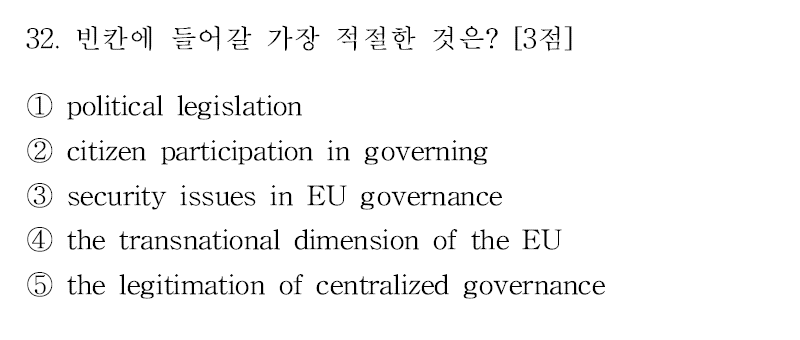 32. 빈칸에 들어갈 가장 적절한 것은? [3점]
① political legislation
② citizen participation in governing
③ security issues in EU governance
④ the transnational dimension of the EU
⑤ the legitimation of centralized governance